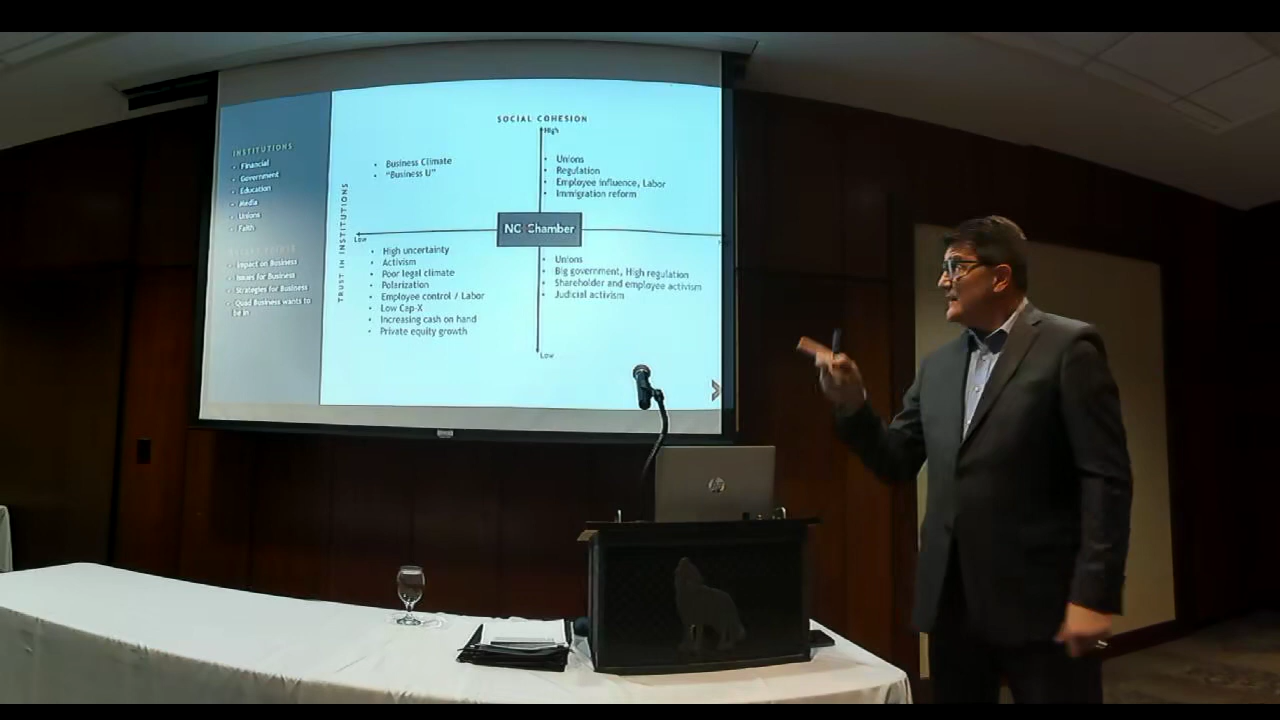 INSTITUTIONS
• Financial
• Government
• Education
• Media
• Unions
• Faith
• Impact on Business
• Issues for Business
• Strategies for Business
• Quad Business wants to
be in
SOCIAL COHESION
High
• Business Climate
• "Business U"
• Unions
• Regulation
• Employee influence, Labor
• Immigration reform
TRUST IN INSTITUTIONS
Low
NC Chamber
• High uncertainty
• Activism
• Poor legal climate
• Polarization
• Employee control / Labor
• Low Cap-X
• Increasing cash on hand
• Private equity growth
• Unions
• Big government, High regulation
• Shareholder and employee activism
• Judicial activism
Low
hp